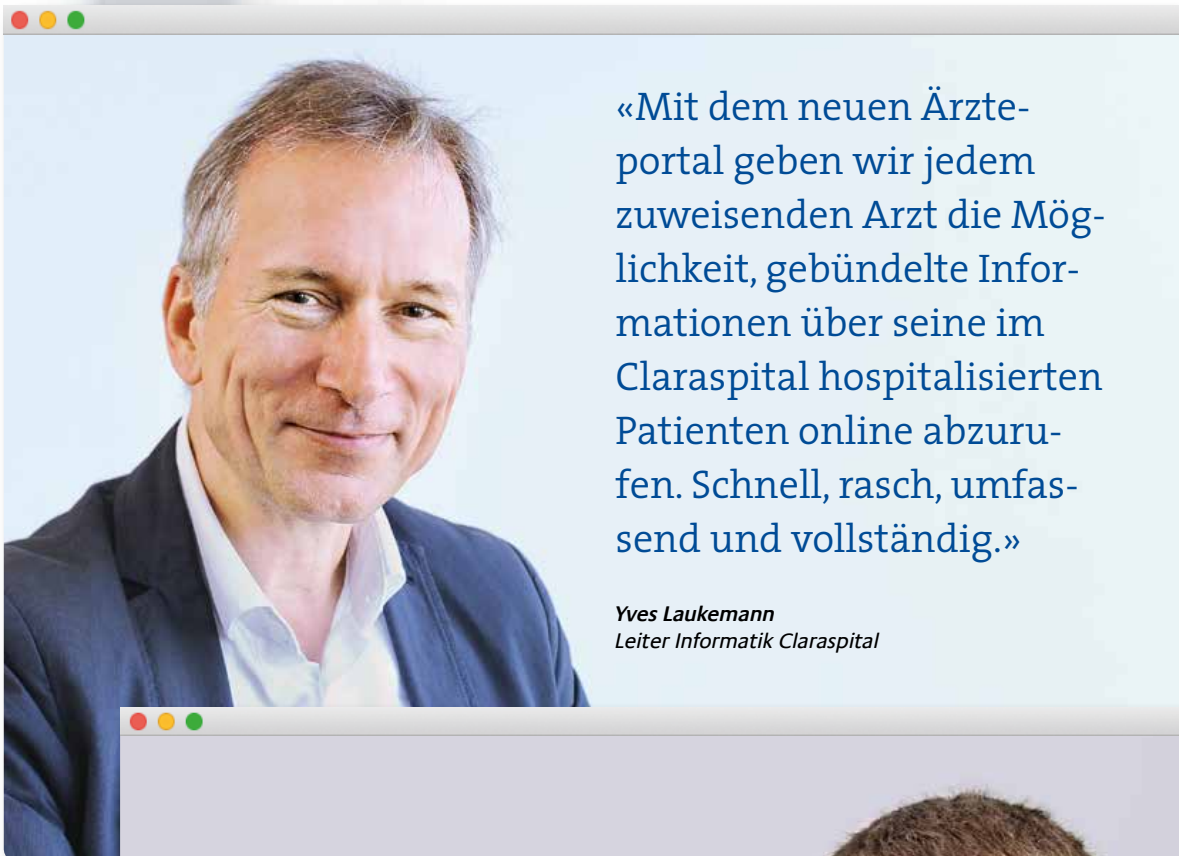 «Mit dem neuen Ärzte-
portal geben wir jedem
zuweisenden Arzt die Mög-
lichkeit, gebündelte Infor-
mationen über seine im
Claraspital hospitalisierten
Patienten online abzuru-
fen. Schnell, rasch, umfas-
send und vollständig.»
Yves Laukemann
Leiter Informatik Claraspital